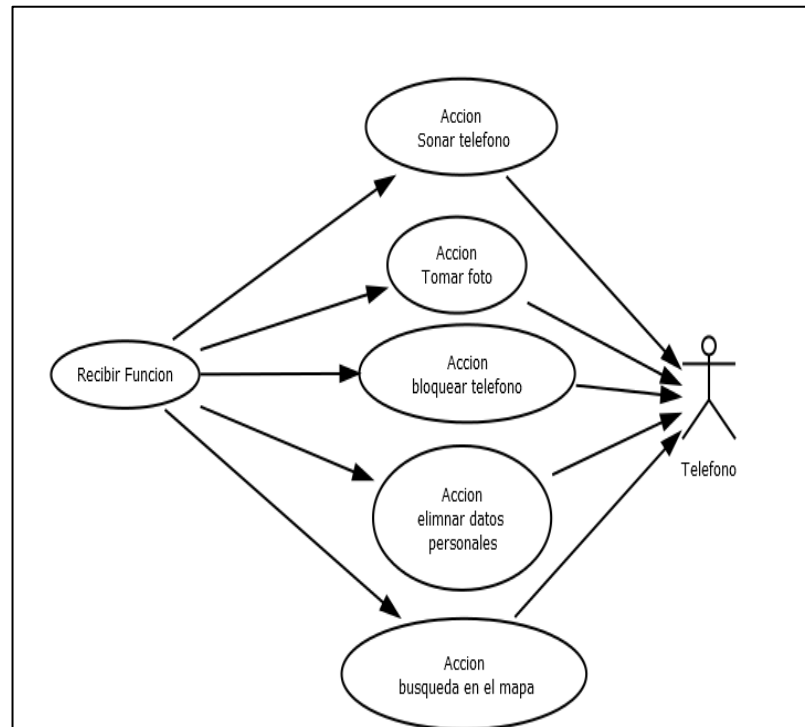 Accion
Sonar telefono
Accion
Tomar foto
Recibir Funcion
Accion
bloquear telefono
Telefono
Accion
elimnar datos
personales
Accion
busqueda en el mapa